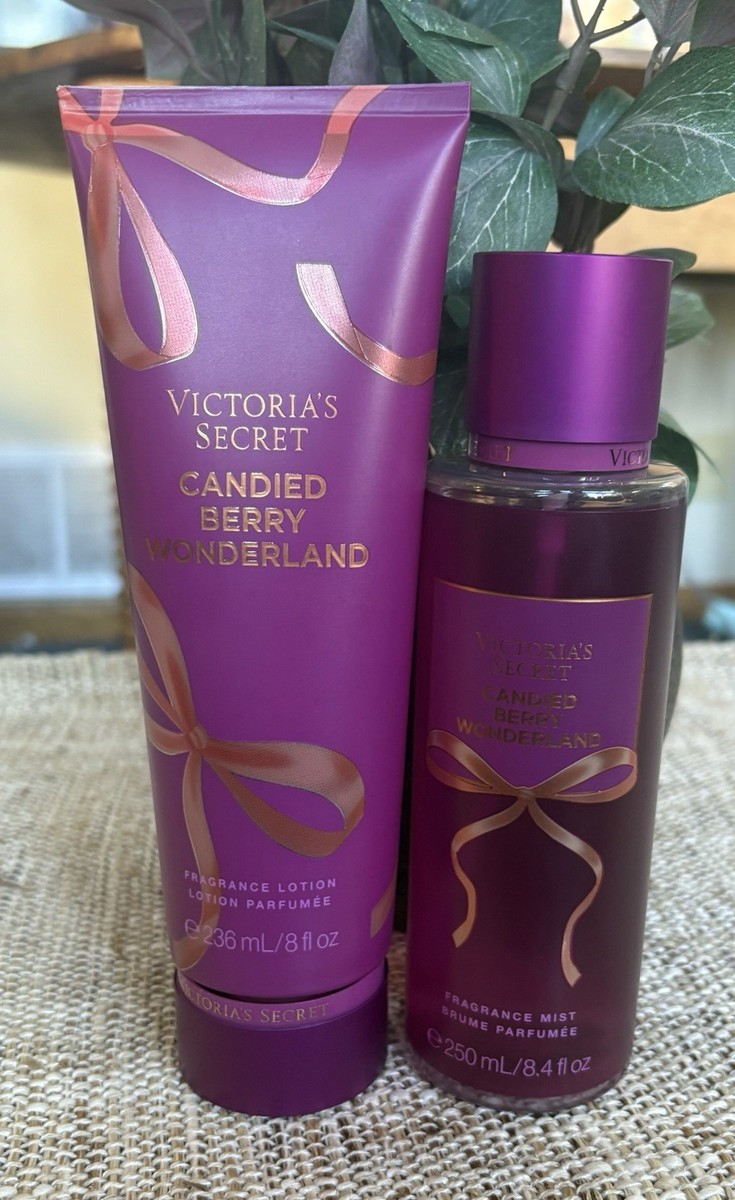 VICTORIA'S
SECRET
CANDIED
BERRY
WONDERLAND
FRAGRANCE LOTION
LOTION PARFUMÉE
℮ 236 mL/8 fl oz
VICTORIA'S SECRET
VICTORIA'S
SECRET
CANDIED
BERRY
WONDERLAND
FRAGRANCE MIST
BRUME PARFUMÉE
℮ 250 mL/8.4 fl oz